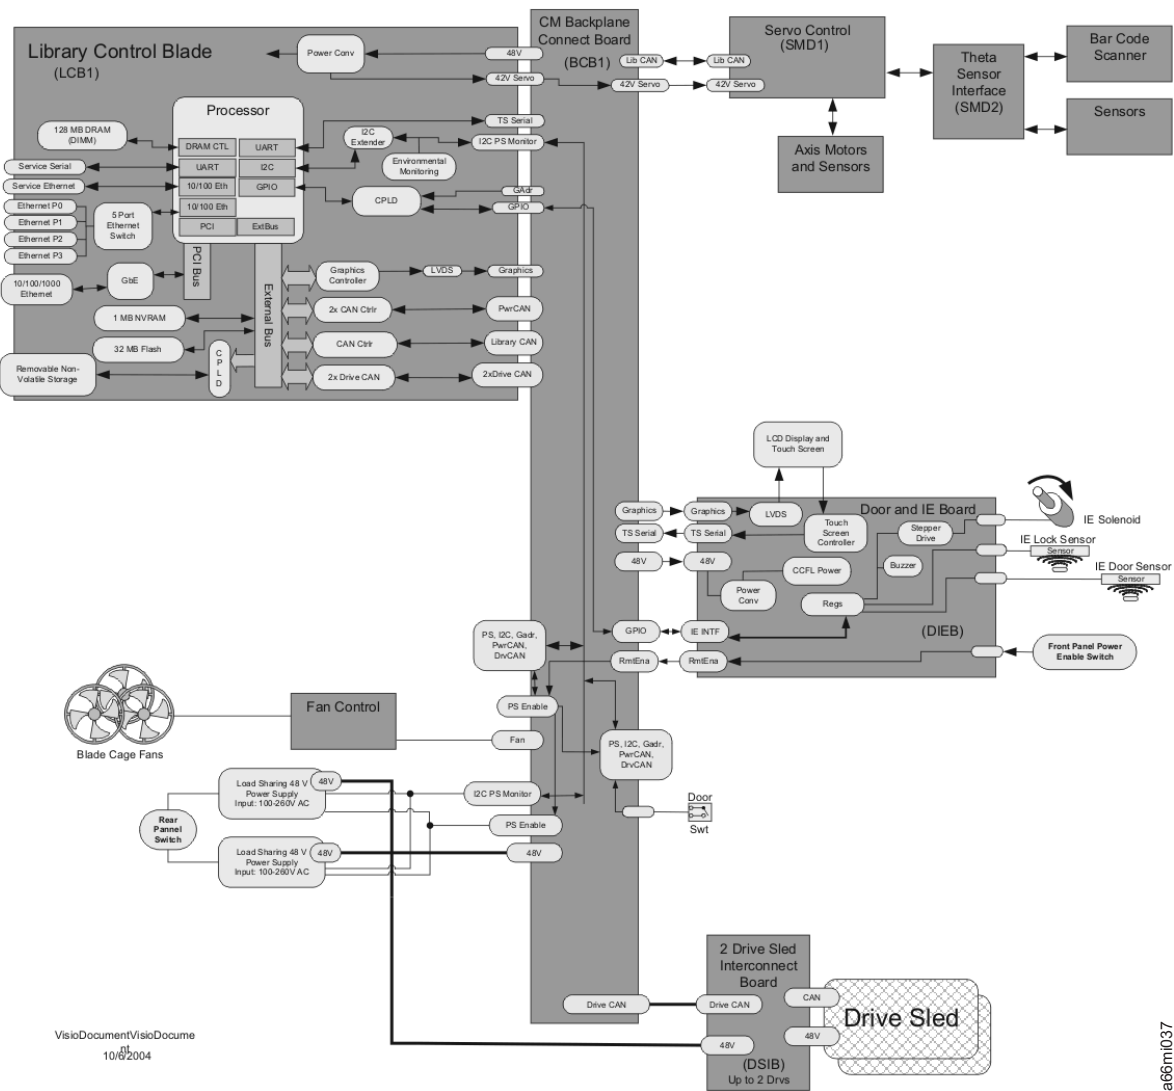 Library Control Blade
(LCB1)
Power Conv
48V
42V Servo
Processor
128 MB DRAM
(DIMM)
DRAM CTL
UART
UART
I2C
10/100 Eth
GPIO
10/100 Eth
PCI
ExtBus
Service Serial
Service Ethernet
Ethernet P0
Ethernet P1
Ethernet P2
Ethernet P3
5 Port
Ethernet
Switch
10/100/1000
Ethernet
GbE
PCI Bus
External Bus
1 MB NVRAM
32 MB Flash
Removable Non-
Volatile Storage
CPLD
I2C
Extender
Environmental
Monitoring
CPLD
TS Serial
I2C PS Monitor
GAdr
GPIO
Graphics
Controller
LVDS
Graphics
2x CAN Ctrlr
PwrCAN
CAN Ctrlr
Library CAN
2x Drive CAN
2xDrive CAN
CM Backplane
Connect Board
(BCB1)
Lib CAN
42V Servo
Lib CAN
42V Servo
Servo Control
(SMD1)
Axis Motors
and Sensors
Theta
Sensor
Interface
(SMD2)
Bar Code
Scanner
Sensors
LCD Display and
Touch Screen
Graphics
Graphics
LVDS
TS Serial
TS Serial
48V
48V
Touch
Screen
Controller
Door and IE Board
Stepper
Drive
Buzzer
CCFL Power
Power
Conv
Regs
(DIEB)
GPIO
IE INTF
RmtEna
RmtEna
IE Solenoid
IE Lock Sensor
Sensor
IE Door Sensor
Sensor
Front Panel Power
Enable Switch
PS, I2C, Gadr,
PwrCAN,
DrvCAN
PS Enable
Fan
Fan Control
Blade Cage Fans
PS, I2C, Gadr,
PwrCAN,
DrvCAN
Door
Swt
Load Sharing 48 V
Power Supply
Input: 100-260V AC
48V
Rear
Pannel
Switch
Load Sharing 48 V
Power Supply
Input: 100-260V AC
48V
I2C PS Monitor
PS Enable
48V
2 Drive Sled
Interconnect
Board
Drive CAN
Drive CAN
CAN
48V
48V
(DSIB)
Up to 2 Drvs
Drive Sled
VisioDocumentVisioDocume
nt
10/6/2004
a66mi037